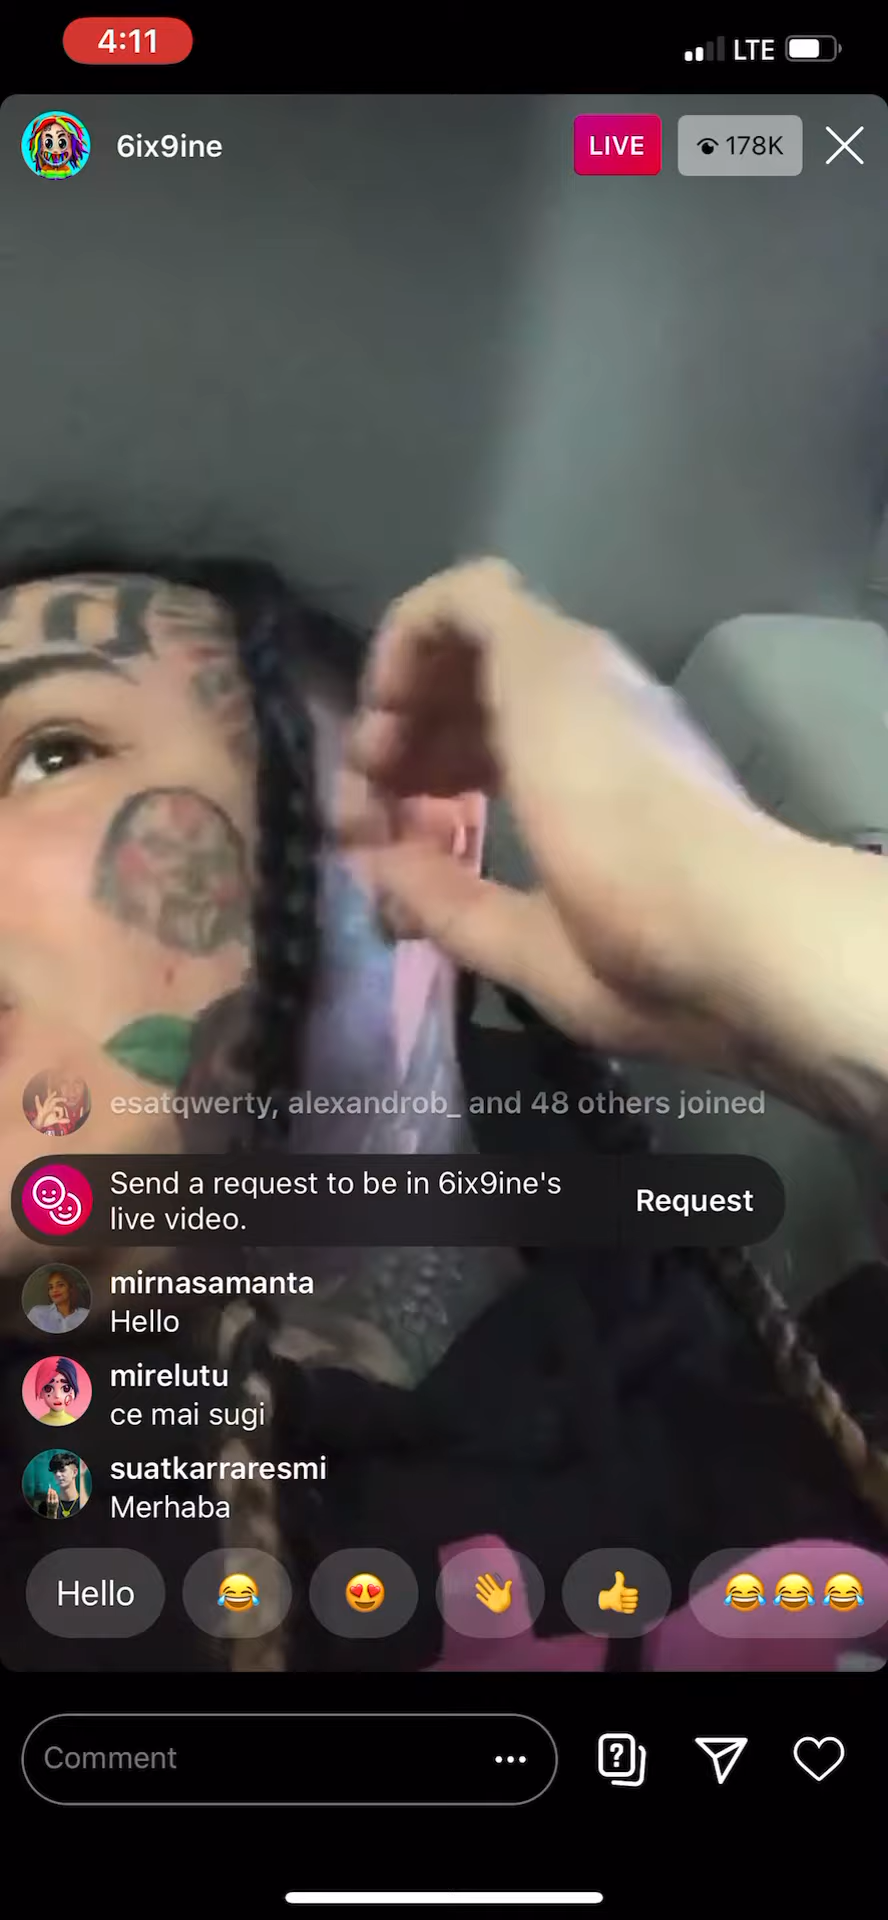 4:11
LTE
6ix9ine
LIVE
178K
esatqwerty, alexandrob_ and 48 others joined
Send a request to be in 6ix9ine's
live video.
Request
mirnasamanta
Hello
mirelutu
ce mai sugi
suatkarraresmi
Merhaba
Hello
Comment